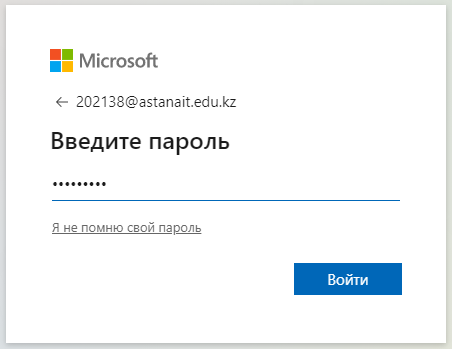 Microsoft
← 202138@astanait.edu.kz
Введите пароль
•••••••••
Я не помню свой пароль
Войти